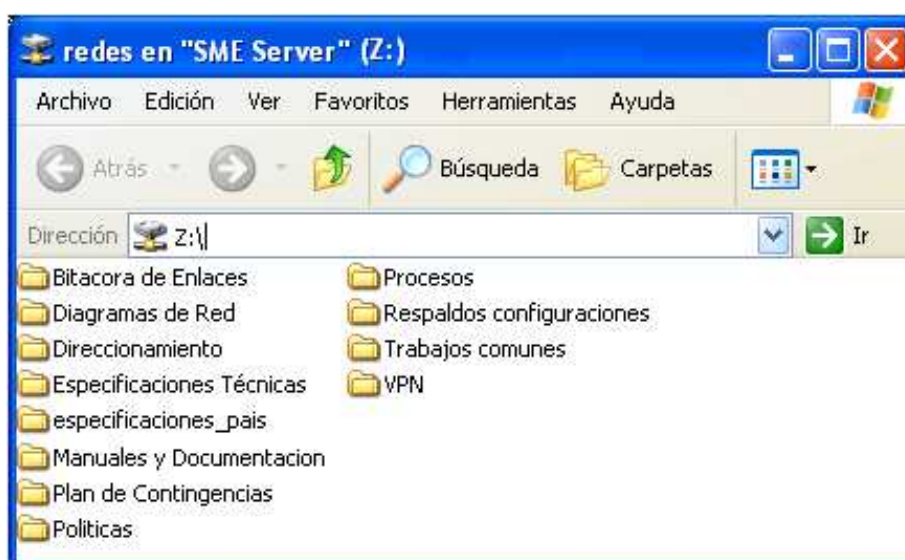 redes en "SME Server" (Z:)
Archivo Edición Ver Favoritos Herramientas Ayuda
Atrás Búsqueda Carpetas
Dirección Z:\ Ir
Bitacora de Enlaces
Diagramas de Red
Direccionamiento
Especificaciones Técnicas
especificaciones_pais
Manuales y Documentacion
Plan de Contingencias
Politicas
Procesos
Respaldos configuraciones
Trabajos comunes
VPN